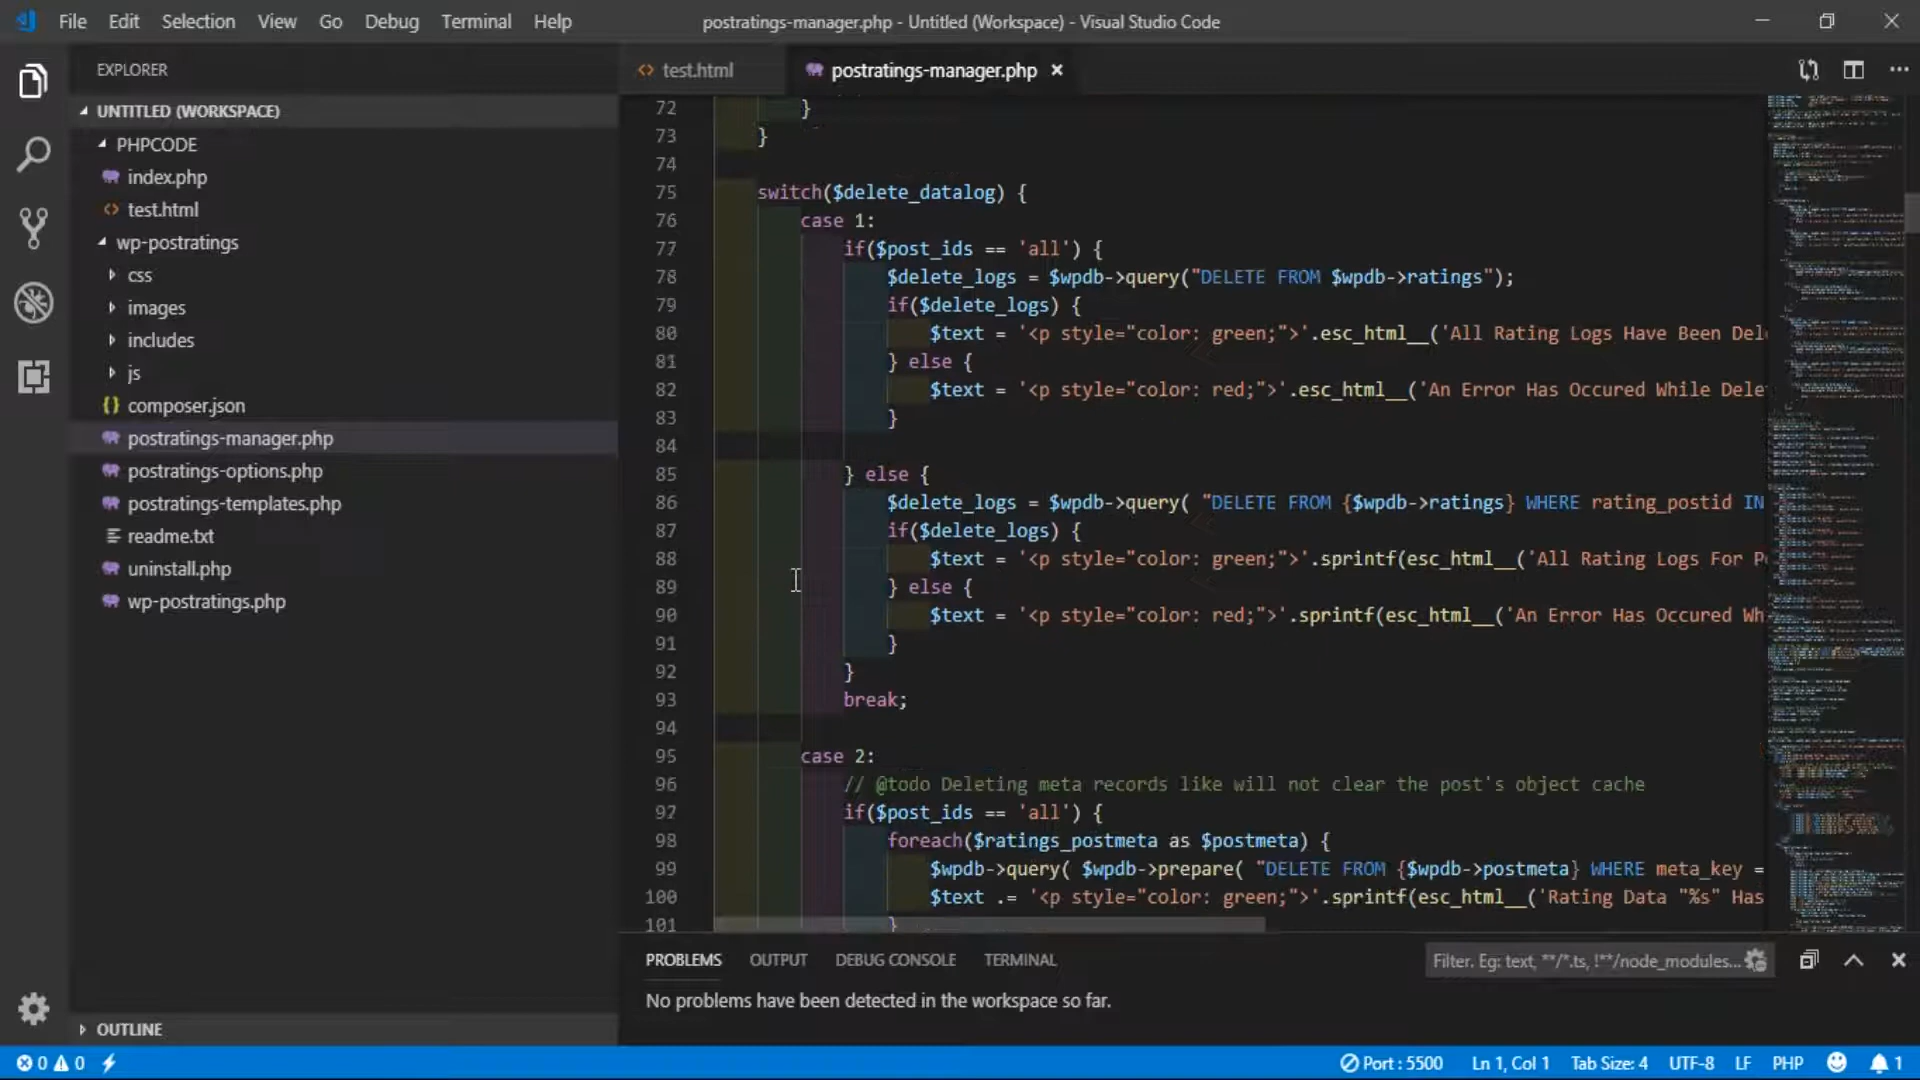 File Edit Selection View Go Debug Terminal Help
postratings-manager.php - Untitled (Workspace) - Visual Studio Code
EXPLORER
UNTITLED (WORKSPACE)
PHPCODE
index.php
test.html
wp-postratings
css
images
includes
js
composer.json
postratings-manager.php
postratings-options.php
postratings-templates.php
readme.txt
uninstall.php
wp-postratings.php
OUTLINE
test.html
postratings-manager.php
72 }
73 }
74
75 switch($delete_datalog) {
76 case 1:
77 if($post_ids == 'all') {
78 $delete_logs = $wpdb->query("DELETE FROM $wpdb->ratings");
79 if($delete_logs) {
80 $text = '<p style="color: green;">'.esc_html__('All Rating Logs Have Been Del
81 } else {
82 $text = '<p style="color: red;">'.esc_html__('An Error Has Occured While Dele
83 }
84
85 } else {
86 $delete_logs = $wpdb->query( "DELETE FROM {$wpdb->ratings} WHERE rating_postid IN
87 if($delete_logs) {
88 $text = '<p style="color: green;">'.sprintf(esc_html__('All Rating Logs For P
89 } else {
90 $text = '<p style="color: red;">'.sprintf(esc_html__('An Error Has Occured Wh
91 }
92 }
93 break;
94
95 case 2:
96 // @todo Deleting meta records like will not clear the post's object cache
97 if($post_ids == 'all') {
98 foreach($ratings_postmeta as $postmeta) {
99 $wpdb->query( $wpdb->prepare( "DELETE FROM {$wpdb->postmeta} WHERE meta_key =
100 $text .= '<p style="color: green;">'.sprintf(esc_html__('Rating Data "%s" Has
101 }
PROBLEMS OUTPUT DEBUG CONSOLE TERMINAL
Filter. Eg: text, **/*.ts, !**/node_modules...
No problems have been detected in the workspace so far.
0 0
Port : 5500 Ln 1, Col 1 Tab Size: 4 UTF-8 LF PHP 1